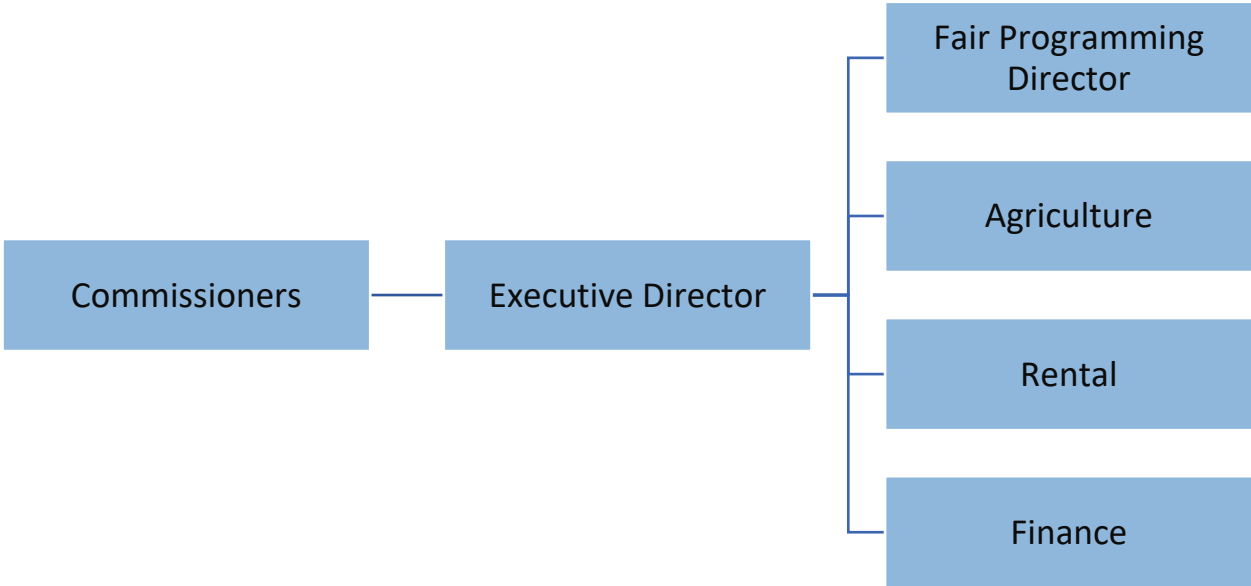 Commissioners
Executive Director
Fair Programming
Director
Agriculture
Rental
Finance